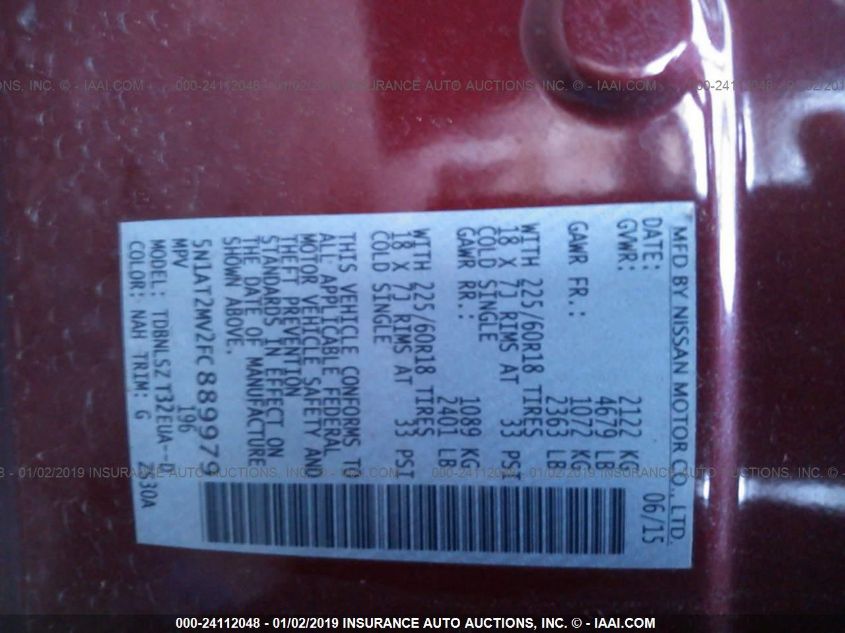 MFD BY NISSAN MOTOR CO., LTD.
DATE: 06/15
GVWR: 2122 KG
4679 LB
GAWR FR.: 1072 KG
2363 LB
WITH 225/60R18 TIRES
18 X 7J RIMS AT 33 PSI
COLD SINGLE
GAWR RR.: 1089 KG
2401 LB
WITH 225/60R18 TIRES
18 X 7J RIMS AT 33 PSI
COLD SINGLE
THIS VEHICLE CONFORMS TO
ALL APPLICABLE FEDERAL
MOTOR VEHICLE SAFETY AND
THEFT PREVENTION
STANDARDS IN EFFECT ON
THE DATE OF MANUFACTURE
SHOWN ABOVE.
MPV 196
MODEL:
COLOR: NAH TRIM: G
000-24112048 - 01/02/2019 INSURANCE AUTO AUCTIONS, INC. © - IAAI.COM